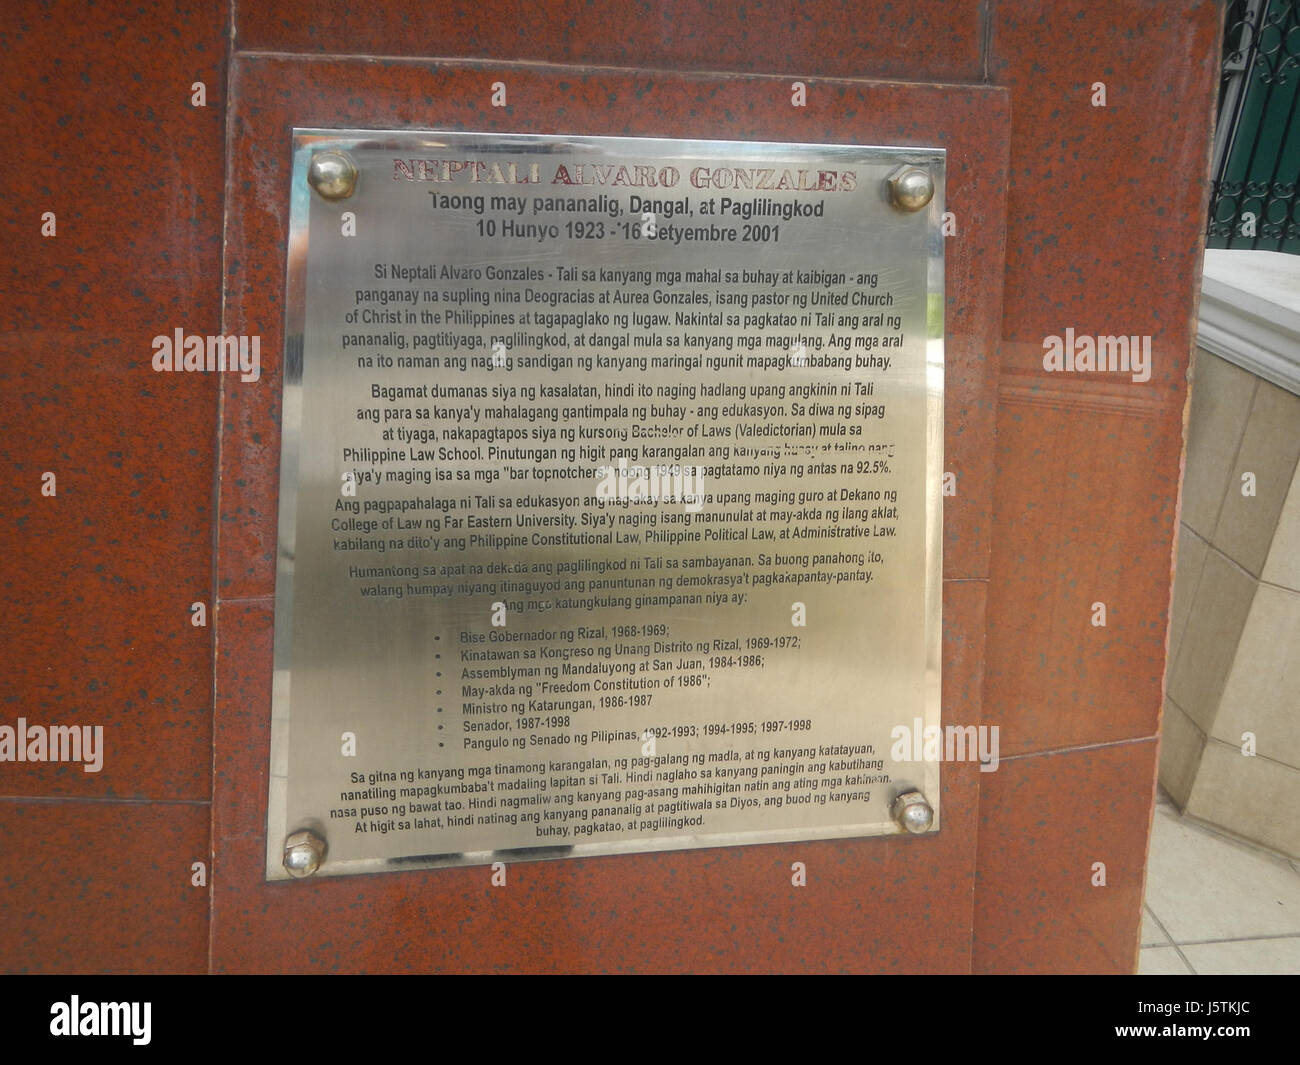 NEPTALI ALVARO GONZALES
Taong may pananalig, Dangal, at Paglilingkod
10 Hunyo 1923 - 16 Setyembre 2001
Si Neptali Alvaro Gonzales - Tali sa kanyang mga mahal sa buhay at kaibigan - ang
panganay na supling nina Deogracias at Aurea Gonzales, isang pastor ng United Church
of Christ in the Philippines at tagapaglako ng lugaw. Nakintal sa pagkatao ni Tali ang aral ng
pananalig, pagtitiyaga, paglilingkod, at dangal mula sa kanyang mga magulang. Ang mga aral
na ito naman ang naging sandigan ng kanyang maringal ngunit mapagkumbabang buhay.
Bagamat dumanas siya ng kasalatan, hindi ito naging hadlang upang angkinin ni Tali
ang para sa kanya'y mahalagang gantimpala ng buhay - ang edukasyon. Sa diwa ng sipag
at tiyaga, nakapagtapos siya ng kursong Bachelor of Laws (Valedictorian) mula sa
Philippine Law School. Pinutungan ng higit pang karangalan ang kanyang husay at talino nang
siya'y maging isa sa mga "bar topnotchers" noong 1949 sa pagtatamo niya ng antas na 92.5%.
Ang pagpapahalaga ni Tali sa edukasyon ang nag-akay sa kanya upang maging guro at Dekano ng
College of Law ng Far Eastern University. Siya'y naging isang manunulat at may-akda ng ilang aklat,
kabilang na dito'y ang Philippine Constitutional Law, Philippine Political Law, at Administrative Law.
Humantong sa apat na dekada ang paglilingkod ni Tali sa sambayanan. Sa buong panahong ito,
walang humpay niyang itinaguyod ang panuntunan ng demokrasya't pagkakapantay-pantay.
Ang mga katungkulang ginampanan niya ay:
• Bise Gobernador ng Rizal, 1968-1969;
• Kinatawan sa Kongreso ng Unang Distrito ng Rizal, 1969-1972;
• Assemblyman ng Mandaluyong at San Juan, 1984-1986;
• May-akda ng "Freedom Constitution of 1986";
• Ministro ng Katarungan, 1986-1987
• Senador, 1987-1998
• Pangulo ng Senado ng Pilipinas, 1992-1993; 1994-1995; 1997-1998
Sa gitna ng kanyang mga tinamong karangalan, ng pag-galang ng madla, at ng kanyang katatayuan,
nanatiling mapagkumbaba't madaling lapitan si Tali. Hindi naglaho sa kanyang paningin ang kabutihang
nasa puso ng bawat tao. Hindi nagmaliw ang kanyang pag-asang mahihigitan natin ang ating mga kahinaan.
At higit sa lahat, hindi natinag ang kanyang pananalig at pagtitiwala sa Diyos, ang buod ng kanyang
buhay, pagkatao, at paglilingkod.
alamy stock photo
a alamy
alamy
Image ID: J5TKJC
www.alamy.com